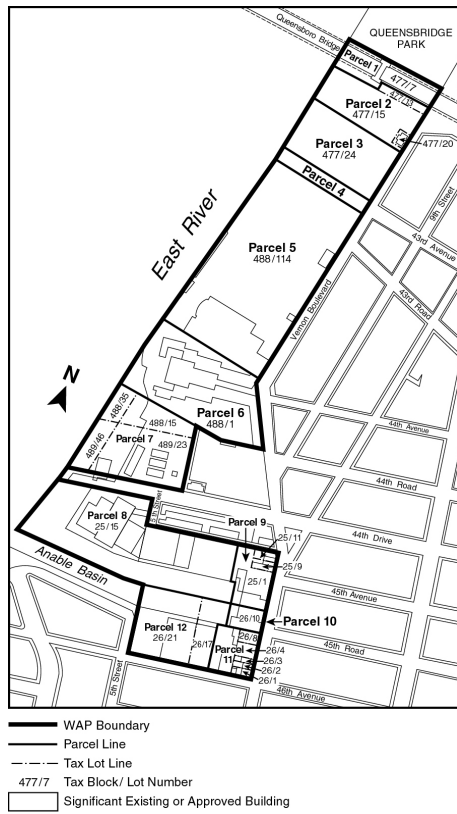 Queensboro Bridge
QUEENSBRIDGE
PARK
Parcel 1
477/7
477/13
Parcel 2
477/15
477/20
Parcel 3
477/24
Parcel 4
9th Street
43rd Avenue
East River
Parcel 5
488/114
Vernon Boulevard
43rd Road
N
Parcel 6
488/1
44th Avenue
488/35
488/15
489/46
Parcel 7
489/23
44th Road
5th Street
Parcel 8
25/15
Parcel 9
25/11
44th Drive
25/9
25/1
Anable Basin
45th Avenue
26/10
Parcel 10
Parcel 12
26/21
26/17
26/8
Parcel
11
26/4
26/3
26/2
26/1
45th Road
5th Street
46th Avenue
WAP Boundary
Parcel Line
Tax Lot Line
477/7 Tax Block/ Lot Number
Significant Existing or Approved Building